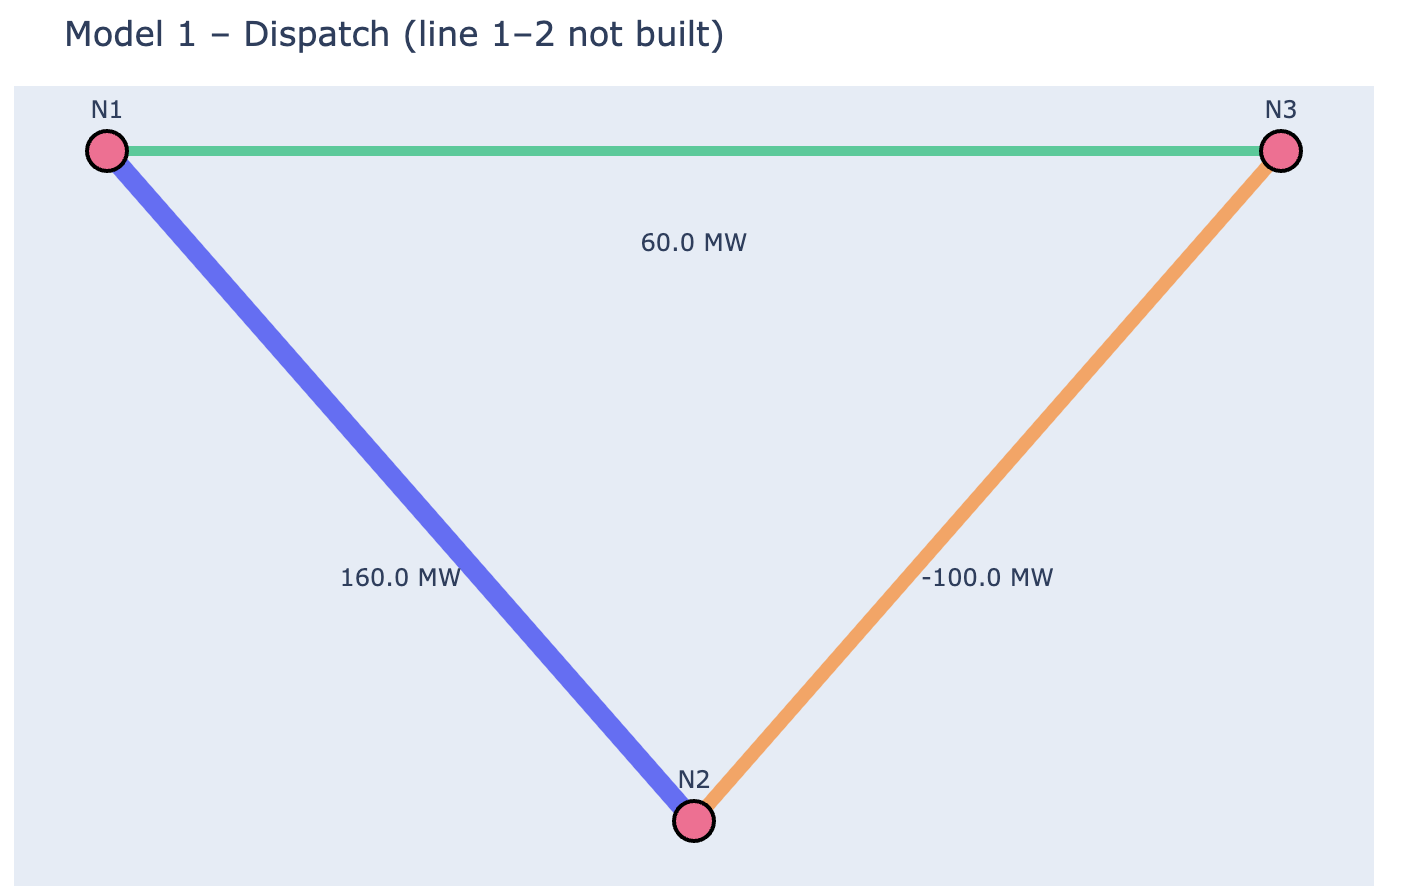 Model 1 – Dispatch (line 1–2 not built)
N1
N3
60.0 MW
160.0 MW
-100.0 MW
N2